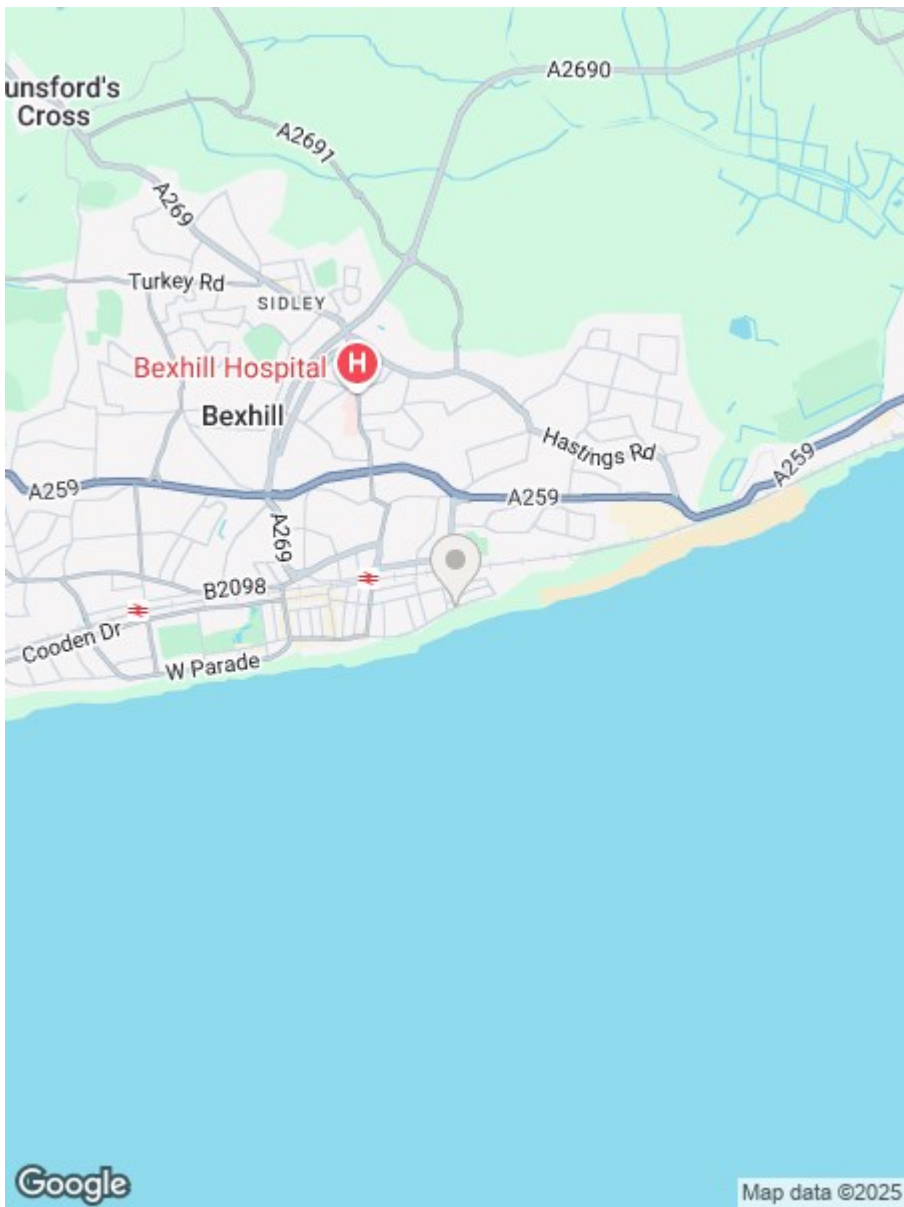 A2690
unsford's
Cross
A2691
A269
Turkey Rd
SIDLEY
Bexhill Hospital
H
Bexhill
Hastings Rd
A259
A259
A259
A269
B2098
Cooden Dr
W Parade
Google
Map data ©2025